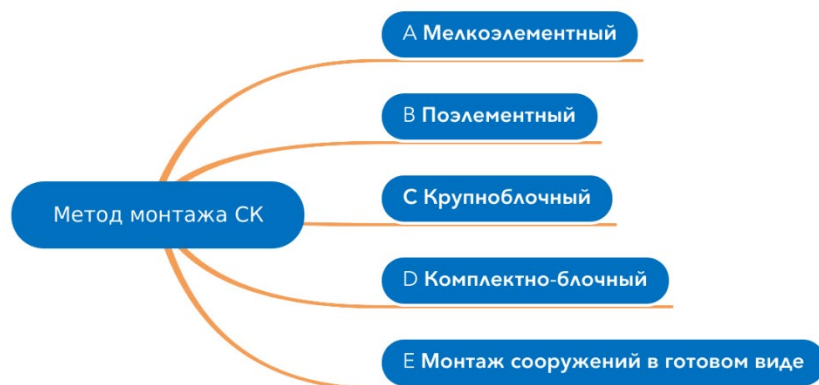 A Мелкоэлементный
B Поэлементный
Метод монтажа СК
C Крупноблочный
D Комплектно-блочный
E Монтаж сооружений в готовом виде